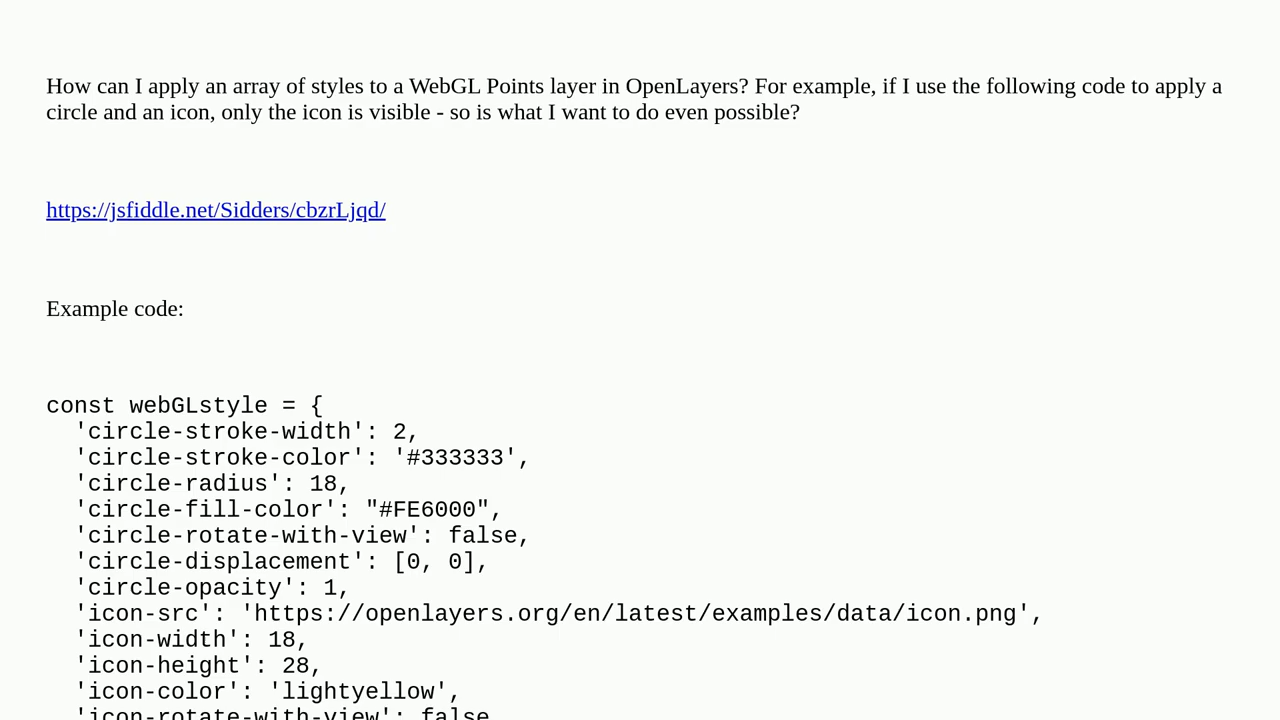 How can I apply an array of styles to a WebGL Points layer in OpenLayers? For example, if I use the following code to apply a
circle and an icon, only the icon is visible - so is what I want to do even possible?
https://jsfiddle.net/Sidders/cbzrLjqd/
Example code:
const webGLstyle = {
  'circle-stroke-width': 2,
  'circle-stroke-color': '#333333',
  'circle-radius': 18,
  'circle-fill-color': "#FE6000",
  'circle-rotate-with-view': false,
  'circle-displacement': [0, 0],
  'circle-opacity': 1,
  'icon-src': 'https://openlayers.org/en/latest/examples/data/icon.png',
  'icon-width': 18,
  'icon-height': 28,
  'icon-color': 'lightyellow',
  'icon-rotate-with-view': false